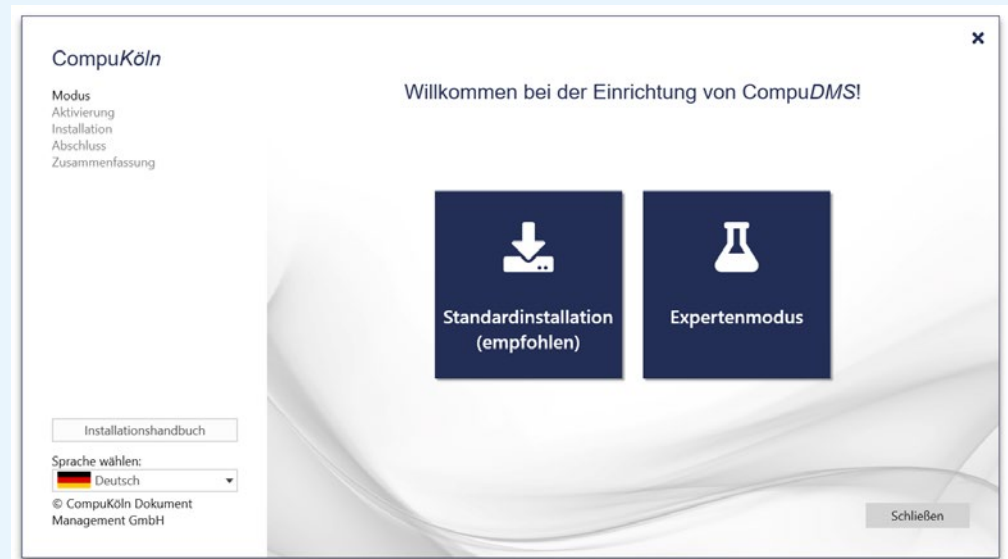 CompuKöln
Modus
Aktivierung
Installation
Abschluss
Zusammenfassung
Willkommen bei der Einrichtung von CompuDMS!
Standardinstallation
(empfohlen)
Expertenmodus
Installationshandbuch
Sprache wählen:
Deutsch
© CompuKöln Dokument
Management GmbH
Schließen